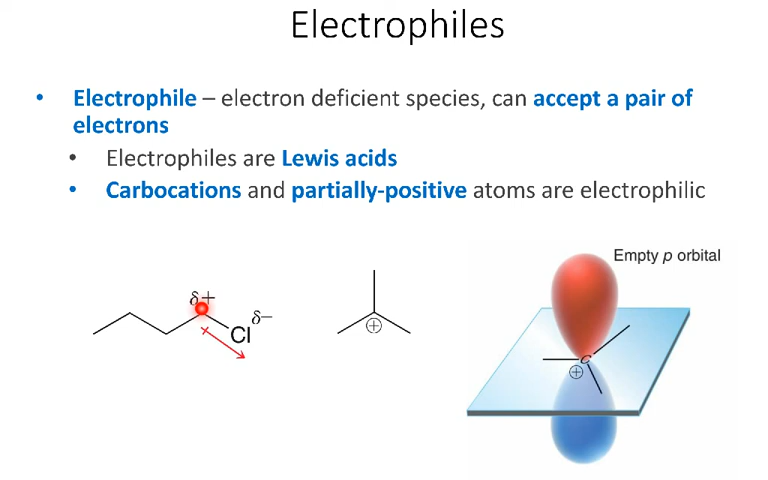 Electrophiles
• Electrophile – electron deficient species, can accept a pair of
electrons
• Electrophiles are Lewis acids
• Carbocations and partially-positive atoms are electrophilic
Empty p orbital
δ+
δ−
Cl
⊕
C
⊕